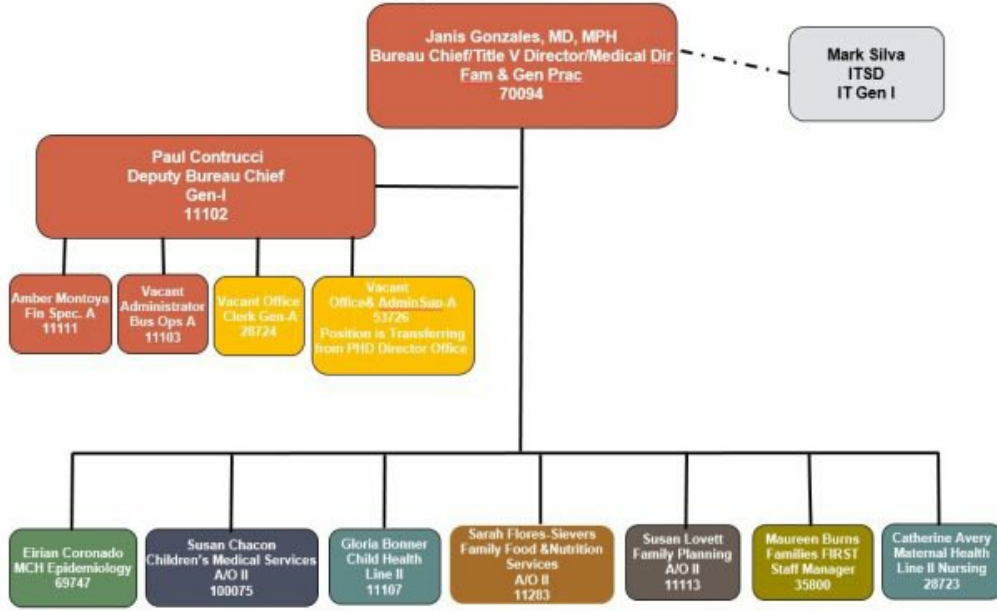 Janis Gonzales, MD, MPH
Bureau Chief/Title V Director/Medical Dir
Fam & Gen Prac
70094
Mark Silva
ITSD
IT Gen I
Paul Contrucci
Deputy Bureau Chief
Gen-I
11102
Amber Montoya
Fin Spec. A
11111
Vacant
Administrator
Bus Ops A
11103
Vacant Office
Clerk Gen-A
28724
Vacant
Office& AdminSup-A
53726
Position is Transferring
from PHD Director Office
Eirian Coronado
MCH Epidemiology
69747
Susan Chacon
Children's Medical Services
A/O II
100075
Gloria Bonner
Child Health
Line II
11107
Sarah Flores-Sievers
Family Food &Nutrition
Services
A/O II
11283
Susan Lovett
Family Planning
A/O II
11113
Maureen Burns
Families FIRST
Staff Manager
35800
Catherine Avery
Maternal Health
Line II Nursing
28723